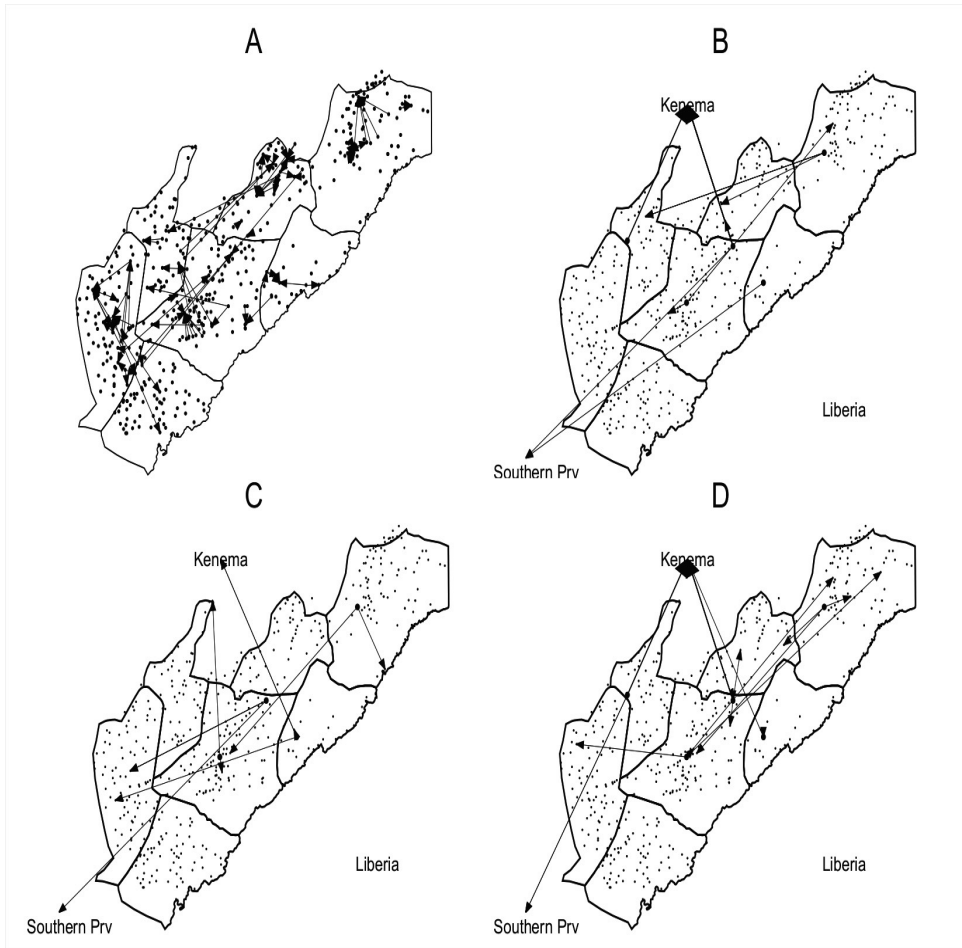 A
B
Kenema
Liberia
Southern Prv
C
Kenema
Liberia
Southern Prv
D
Kenema
Liberia
Southern Prv